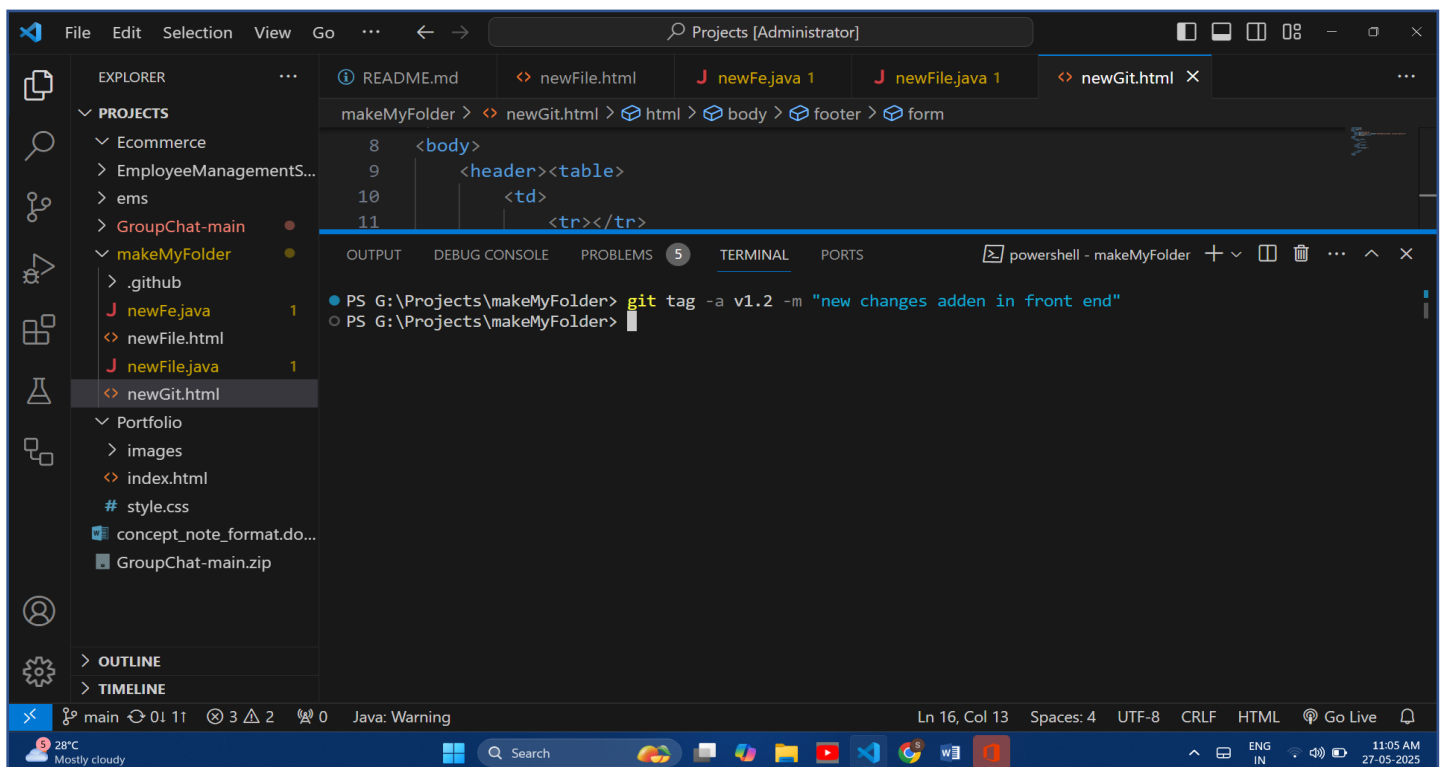 File Edit Selection View Go ··· Projects [Administrator]
EXPLORER ···
PROJECTS
Ecommerce
EmployeeManagementS...
ems
GroupChat-main
makeMyFolder
.github
J newFe.java 1
<> newFile.html
J newFile.java 1
<> newGit.html
Portfolio
images
<> index.html
# style.css
concept_note_format.do...
GroupChat-main.zip
OUTLINE
TIMELINE
README.md <> newFile.html J newFe.java 1 J newFile.java 1 <> newGit.html ···
makeMyFolder > <> newGit.html > html > body > footer > form
8 <body>
9 <header><table>
10 <td>
11 <tr></tr>
OUTPUT DEBUG CONSOLE PROBLEMS 5 TERMINAL PORTS powershell - makeMyFolder ···
PS G:\Projects\makeMyFolder> git tag -a v1.2 -m "new changes adden in front end"
PS G:\Projects\makeMyFolder>
main 0↓ 1↑ 3 2 0 Java: Warning Ln 16, Col 13 Spaces: 4 UTF-8 CRLF HTML Go Live
5 28°C
Mostly cloudy
Search
ENG
IN
11:05 AM
27-05-2025